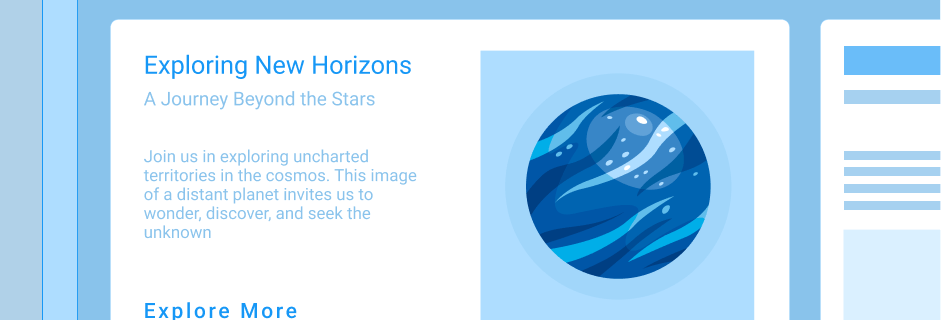 Exploring New Horizons
A Journey Beyond the Stars
Join us in exploring uncharted
territories in the cosmos. This image
of a distant planet invites us to
wonder, discover, and seek the
unknown
Explore More